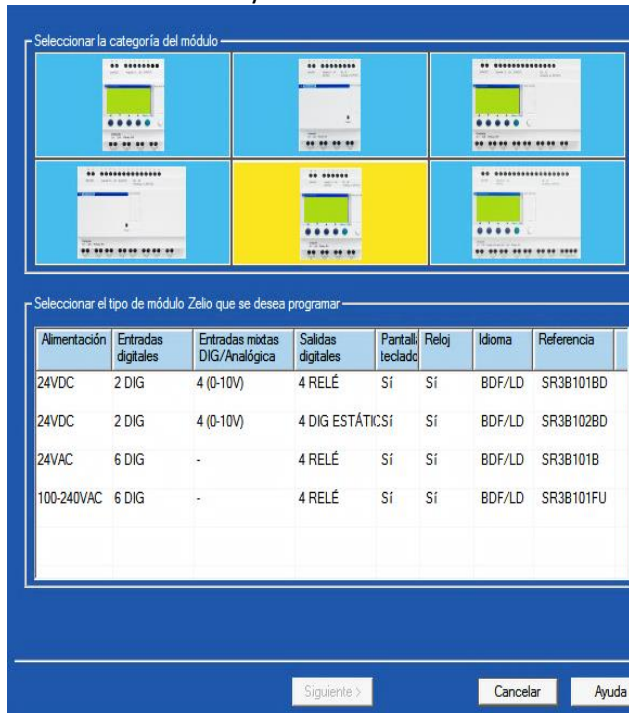 Seleccionar la categoría del módulo
Seleccionar el tipo de módulo Zelio que se desea programar
Alimentación Entradas digitales Entradas mixtas DIG/Analógica Salidas digitales Pantall teclado Reloj Idioma Referencia
24VDC 2 DIG 4 (0-10V) 4 RELÉ Sí Sí BDF/LD SR3B101BD
24VDC 2 DIG 4 (0-10V) 4 DIG ESTÁTIC Sí Sí BDF/LD SR3B102BD
24VAC 6 DIG - 4 RELÉ Sí Sí BDF/LD SR3B101B
100-240VAC 6 DIG - 4 RELÉ Sí Sí BDF/LD SR3B101FU
Siguiente > Cancelar Ayuda